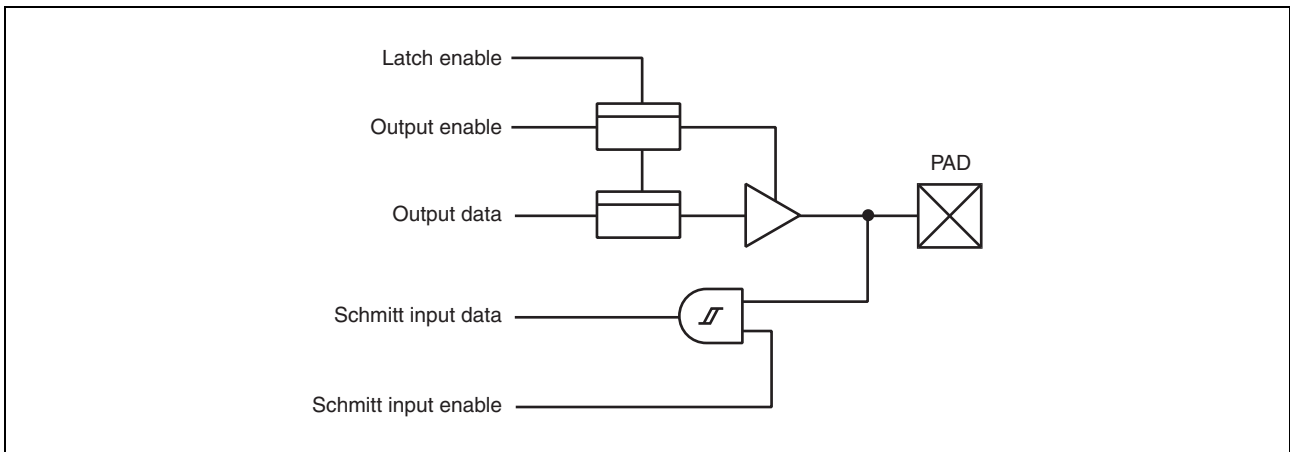 Latch enable
Output enable
PAD
Output data
Schmitt input data
Schmitt input enable